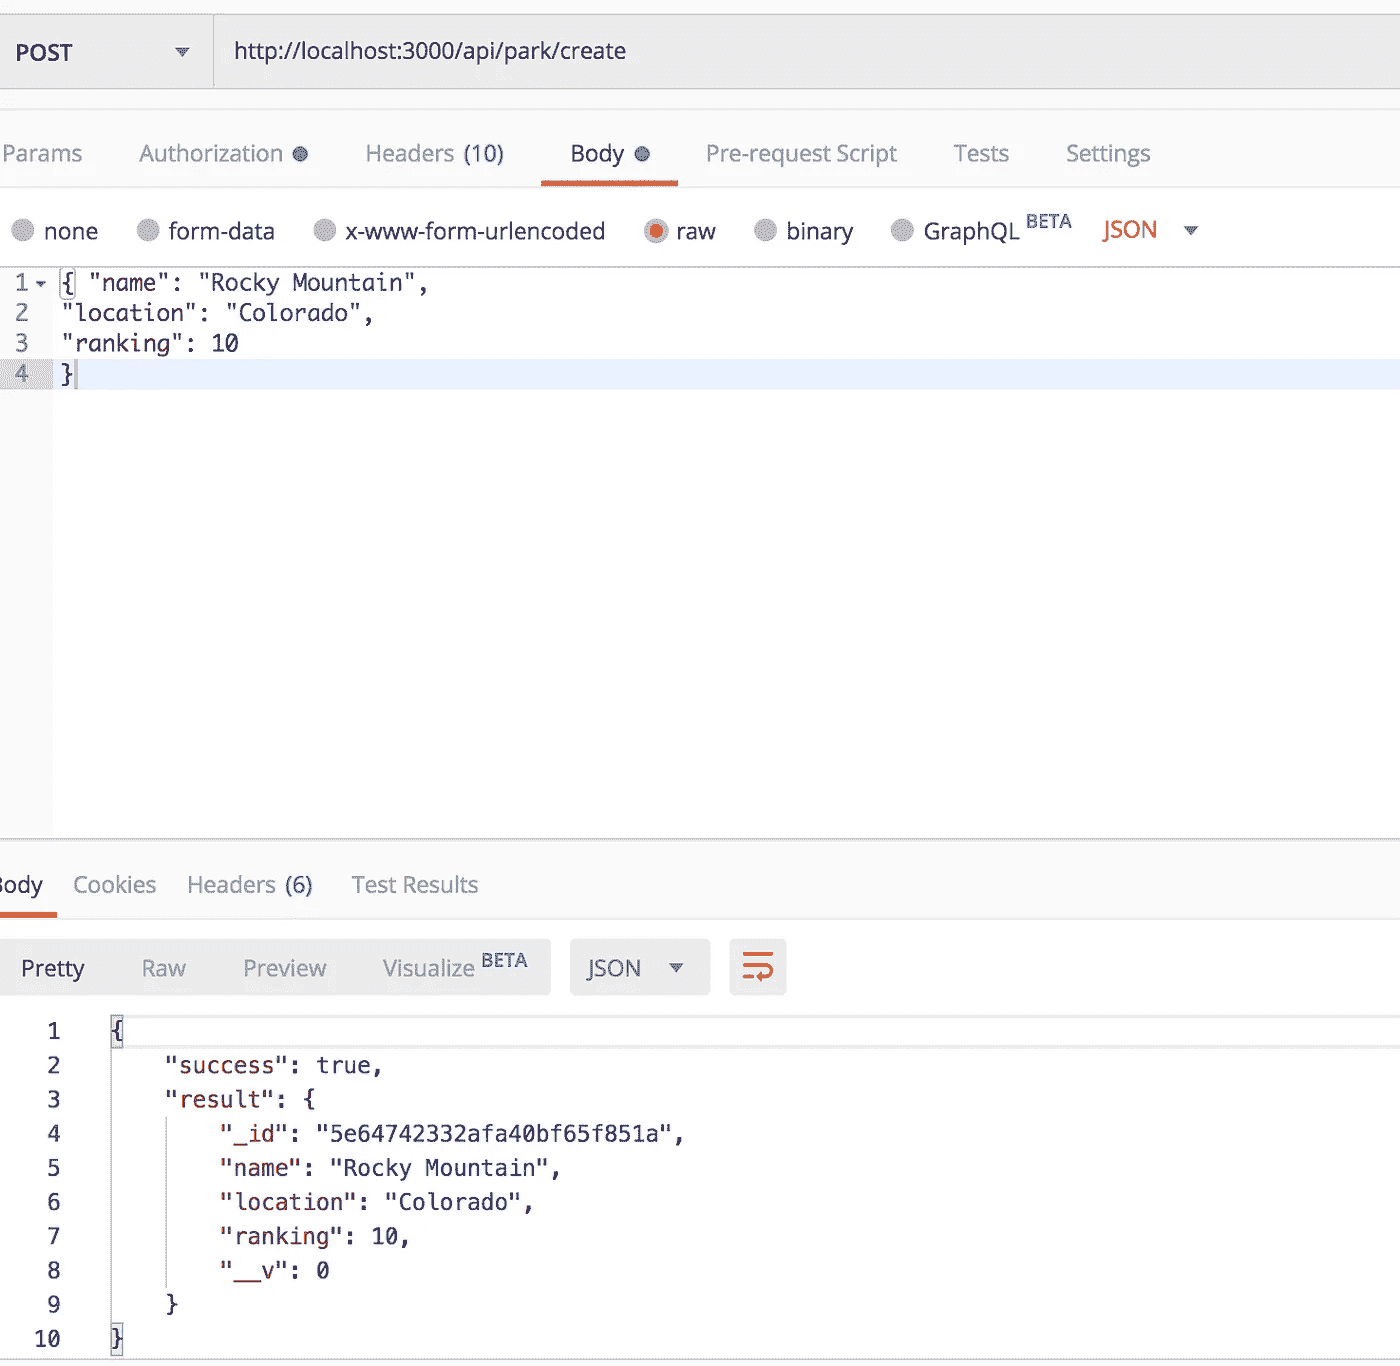 POST http://localhost:3000/api/park/create
Params Authorization Headers (10) Body Pre-request Script Tests Settings
none form-data x-www-form-urlencoded raw binary GraphQL BETA JSON
1 { "name": "Rocky Mountain",
2 "location": "Colorado",
3 "ranking": 10
4 }
Body Cookies Headers (6) Test Results
Pretty Raw Preview Visualize BETA JSON
1 {
2 "success": true,
3 "result": {
4 "_id": "5e64742332afa40bf65f851a",
5 "name": "Rocky Mountain",
6 "location": "Colorado",
7 "ranking": 10,
8 "__v": 0
9 }
10 }